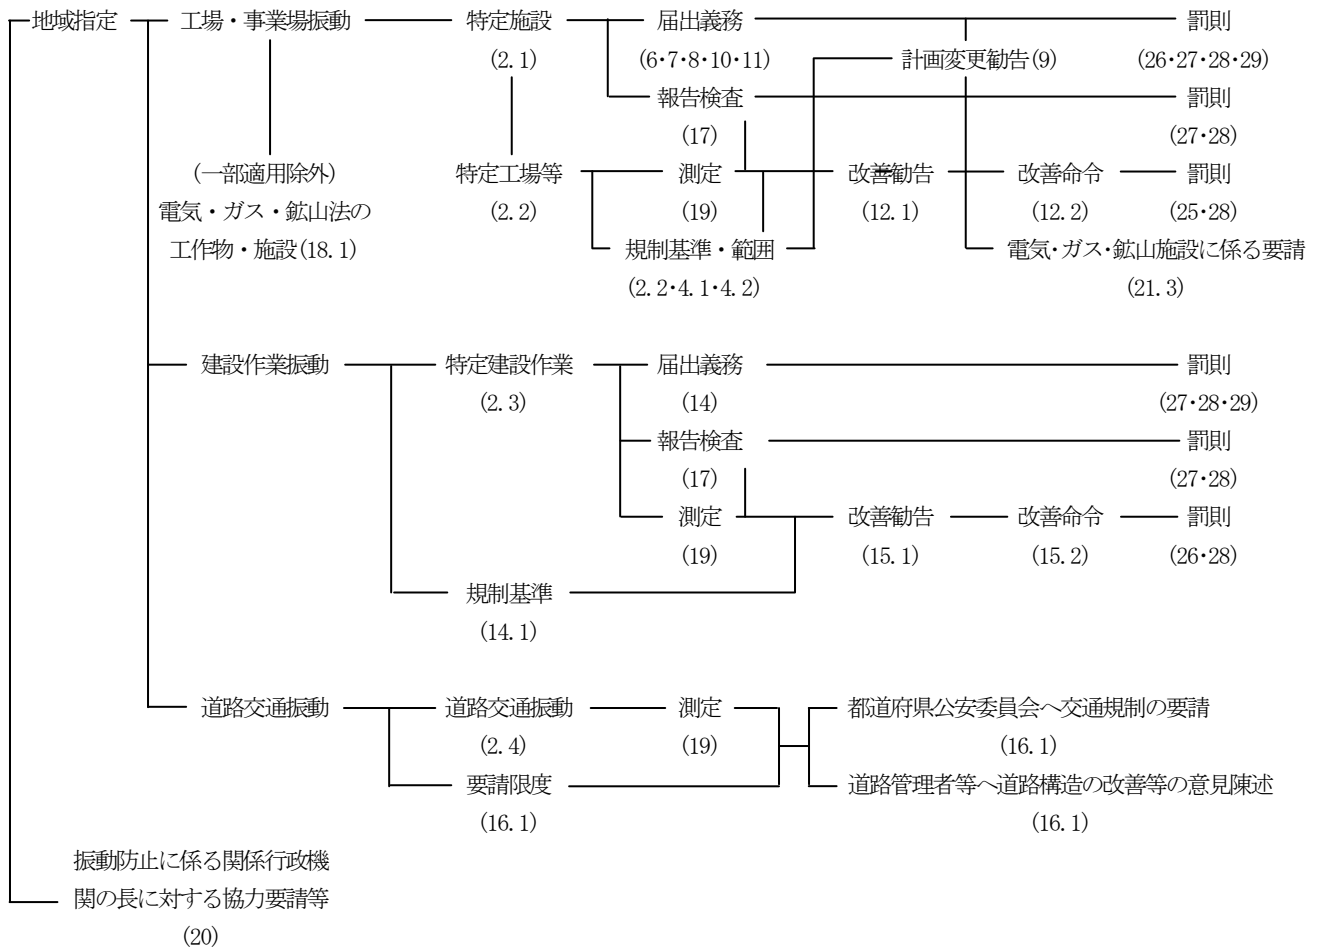 地域指定 工場・事業場振動 特定施設 届出義務 罰則
(2.1) (6・7・8・10・11) 計画変更勧告(9) (26・27・28・29)
報告検査 罰則
(17) (27・28)
(一部適用除外) 特定工場等 測定 改善勧告 改善命令 罰則
電気・ガス・鉱山法の (2.2) (19) (12.1) (12.2) (25・28)
工作物・施設(18.1) 規制基準・範囲 電気・ガス・鉱山施設に係る要請
(2.2・4.1・4.2) (21.3)
建設作業振動 特定建設作業 届出義務 罰則
(2.3) (14) (27・28・29)
報告検査 罰則
(17) (27・28)
測定 改善勧告 改善命令 罰則
(19) (15.1) (15.2) (26・28)
規制基準
(14.1)
道路交通振動 道路交通振動 測定 都道府県公安委員会へ交通規制の要請
(2.4) (19) (16.1)
要請限度 道路管理者等へ道路構造の改善等の意見陳述
(16.1) (16.1)
振動防止に係る関係行政機
関の長に対する協力要請等
(20)